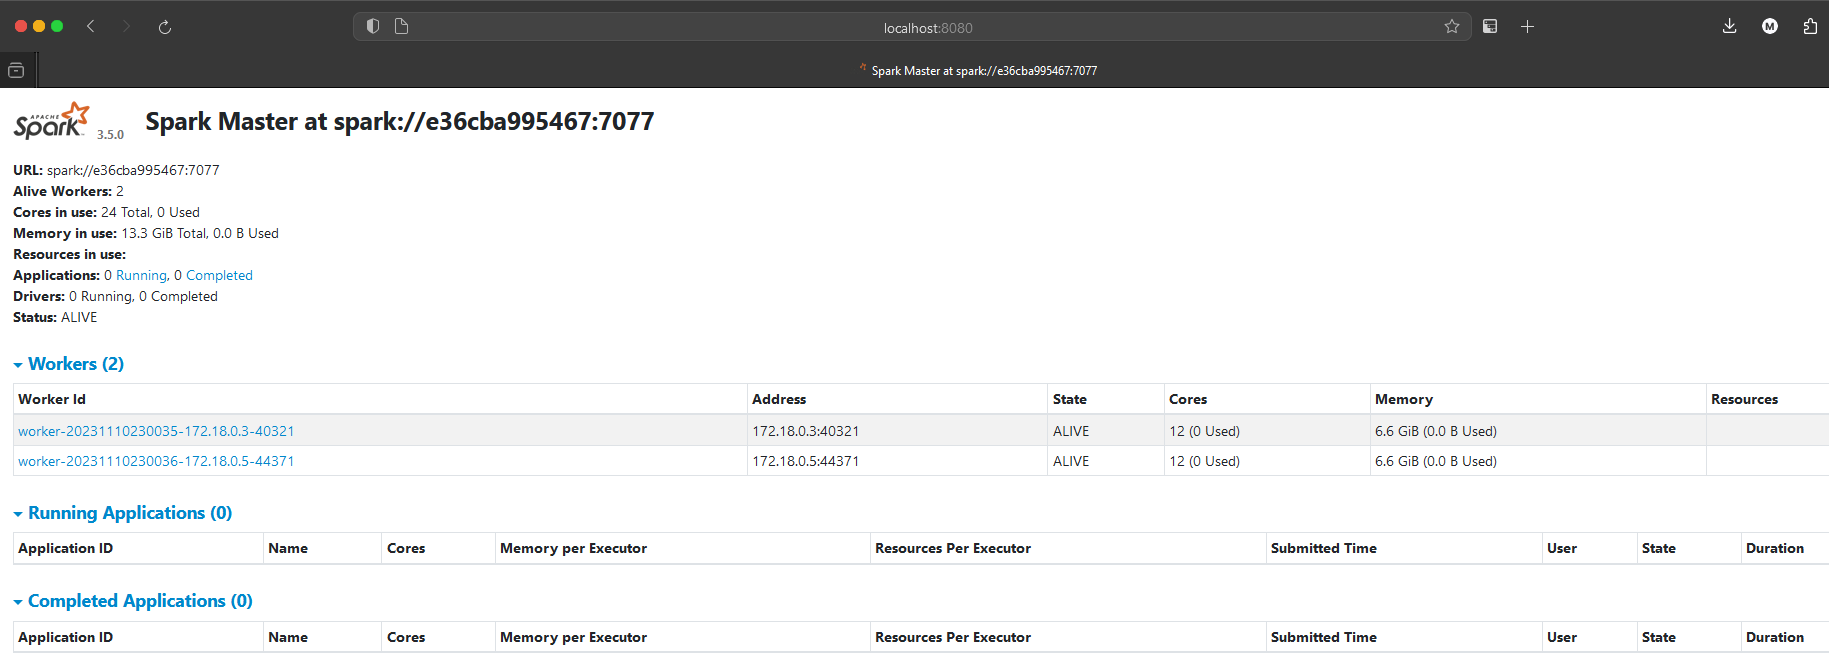 localhost:8080
M
Spark Master at spark://e36cba995467:7077
APACHE
Spark 3.5.0 Spark Master at spark://e36cba995467:7077
URL: spark://e36cba995467:7077
Alive Workers: 2
Cores in use: 24 Total, 0 Used
Memory in use: 13.3 GiB Total, 0.0 B Used
Resources in use:
Applications: 0 Running, 0 Completed
Drivers: 0 Running, 0 Completed
Status: ALIVE
Workers (2)
Worker Id Address State Cores Memory Resources
worker-20231110230035-172.18.0.3-40321 172.18.0.3:40321 ALIVE 12 (0 Used) 6.6 GiB (0.0 B Used)
worker-20231110230036-172.18.0.5-44371 172.18.0.5:44371 ALIVE 12 (0 Used) 6.6 GiB (0.0 B Used)
Running Applications (0)
Application ID Name Cores Memory per Executor Resources Per Executor Submitted Time User State Duration
Completed Applications (0)
Application ID Name Cores Memory per Executor Resources Per Executor Submitted Time User State Duration